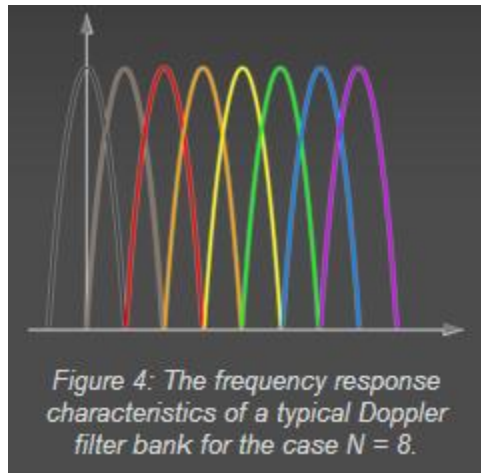 Figure 4: The frequency response
characteristics of a typical Doppler
filter bank for the case N = 8.